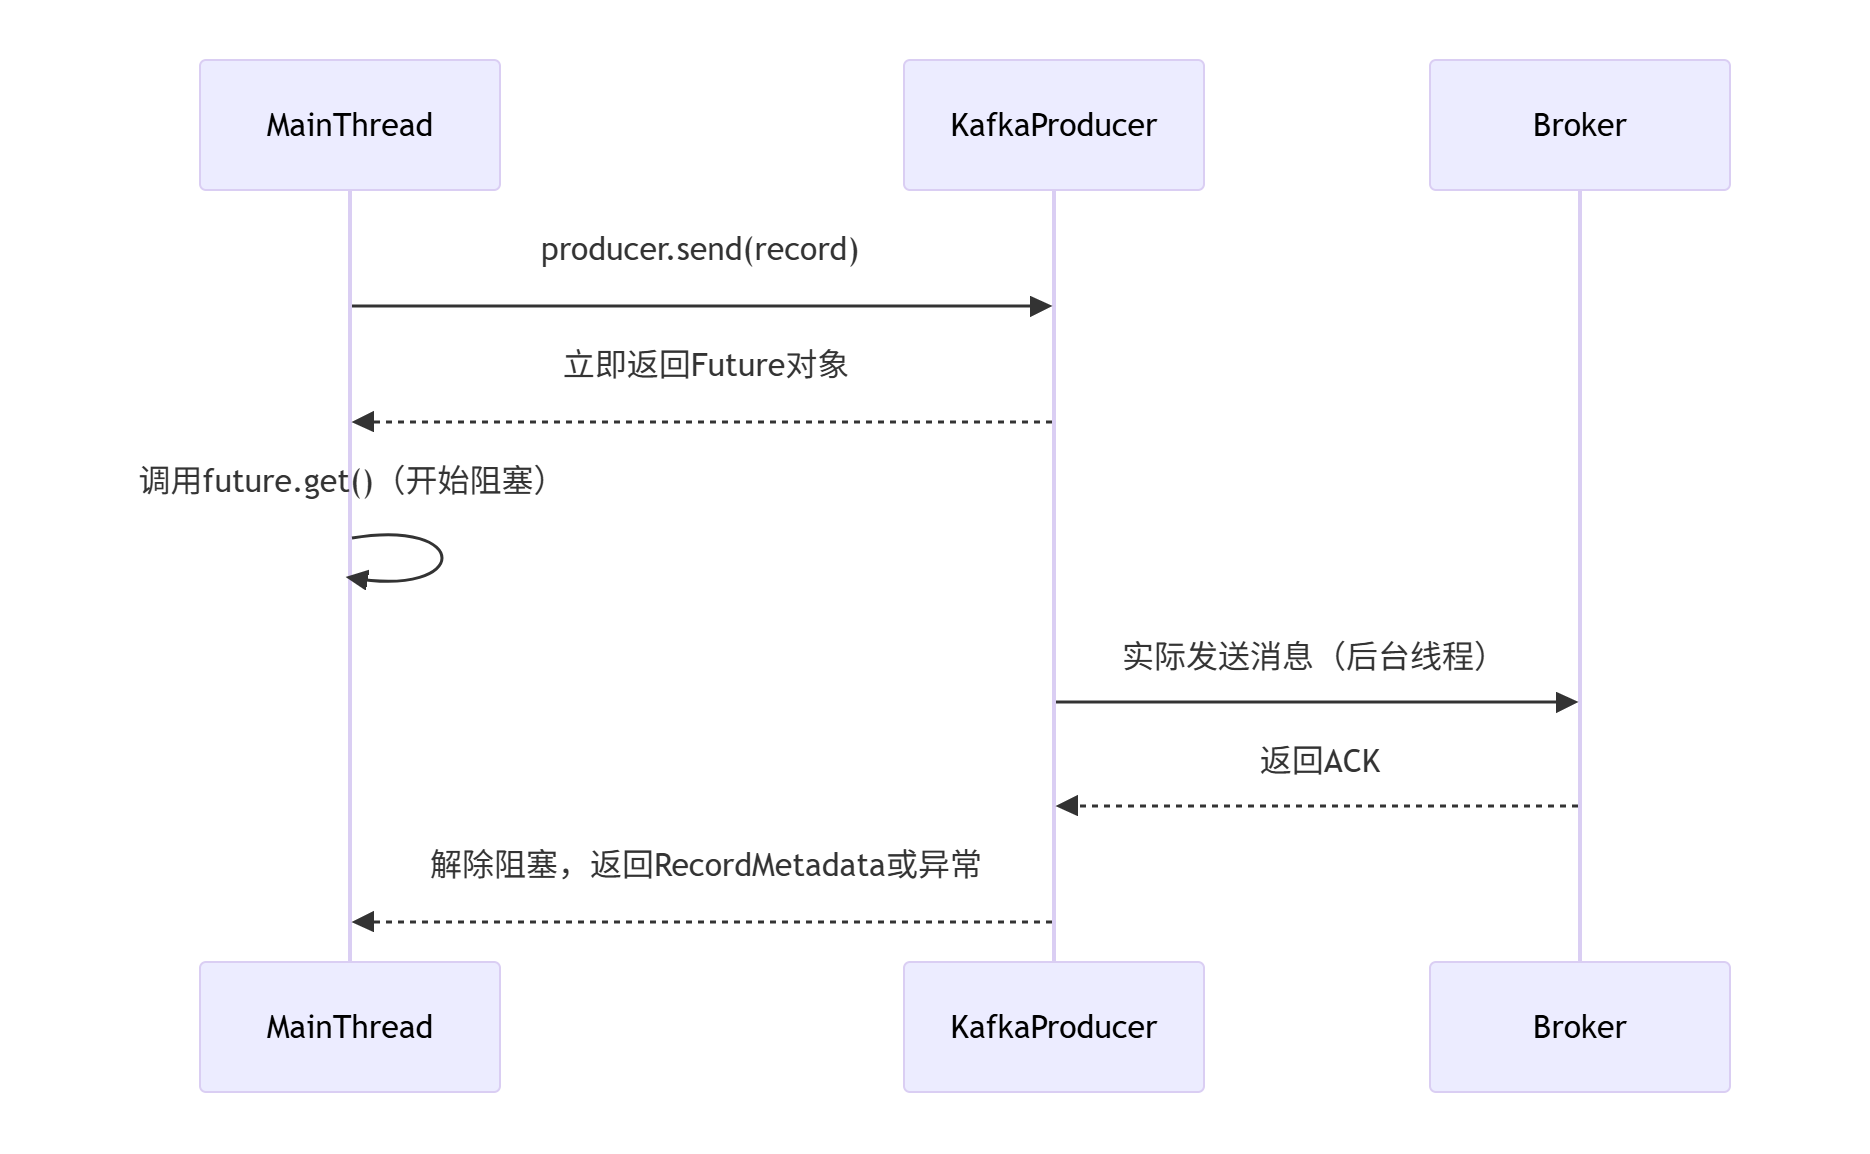 MainThread
KafkaProducer
Broker
producer.send(record)
立即返回Future对象
调用future.get()（开始阻塞）
实际发送消息（后台线程）
返回ACK
解除阻塞，返回RecordMetadata或异常
MainThread
KafkaProducer
Broker